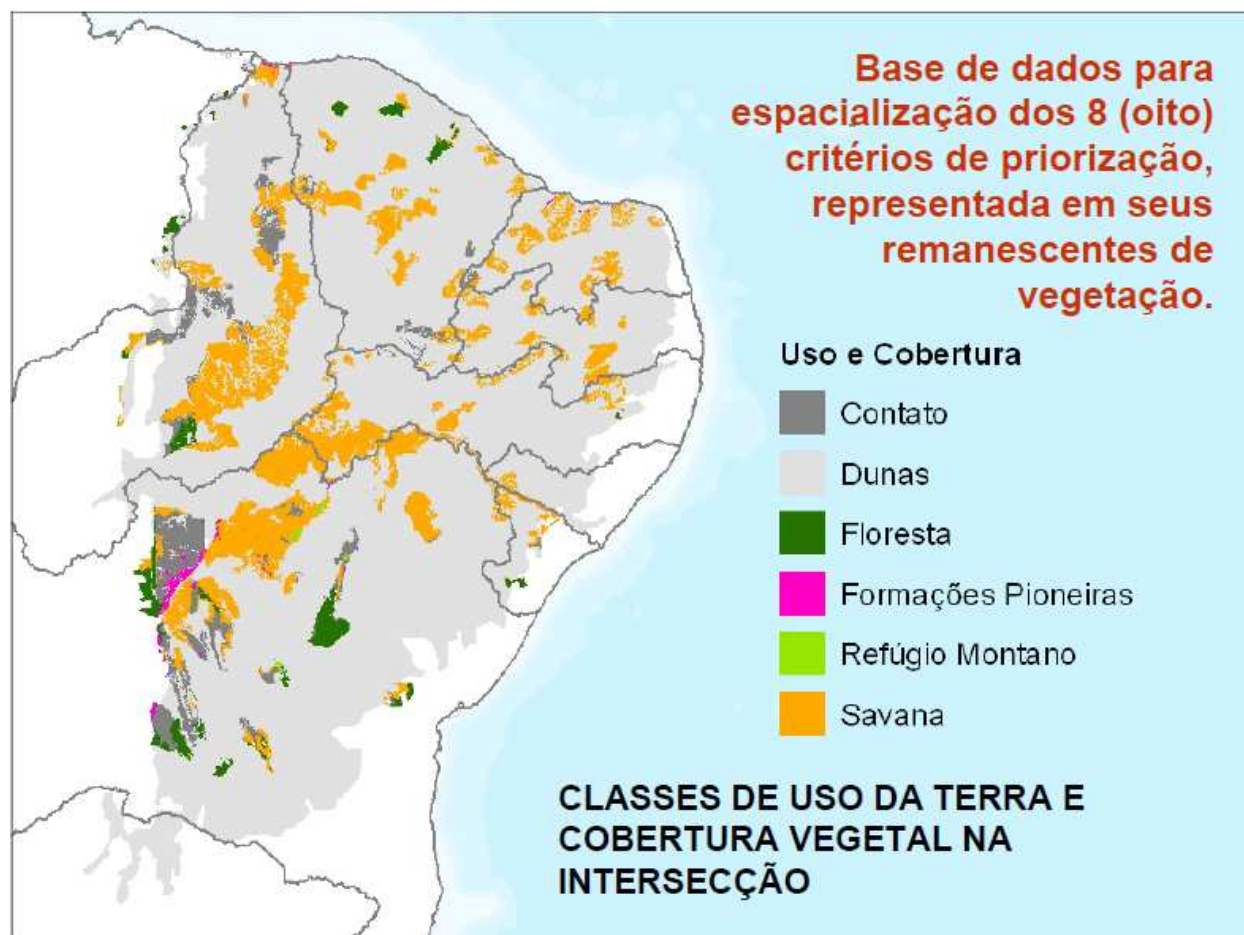 Base de dados para
espacialização dos 8 (oito)
critérios de priorização,
representada em seus
remanescentes de
vegetação.
Uso e Cobertura
Contato
Dunas
Floresta
Formações Pioneiras
Refúgio Montano
Savana
CLASSES DE USO DA TERRA E
COBERTURA VEGETAL NA
INTERSECÇÃO